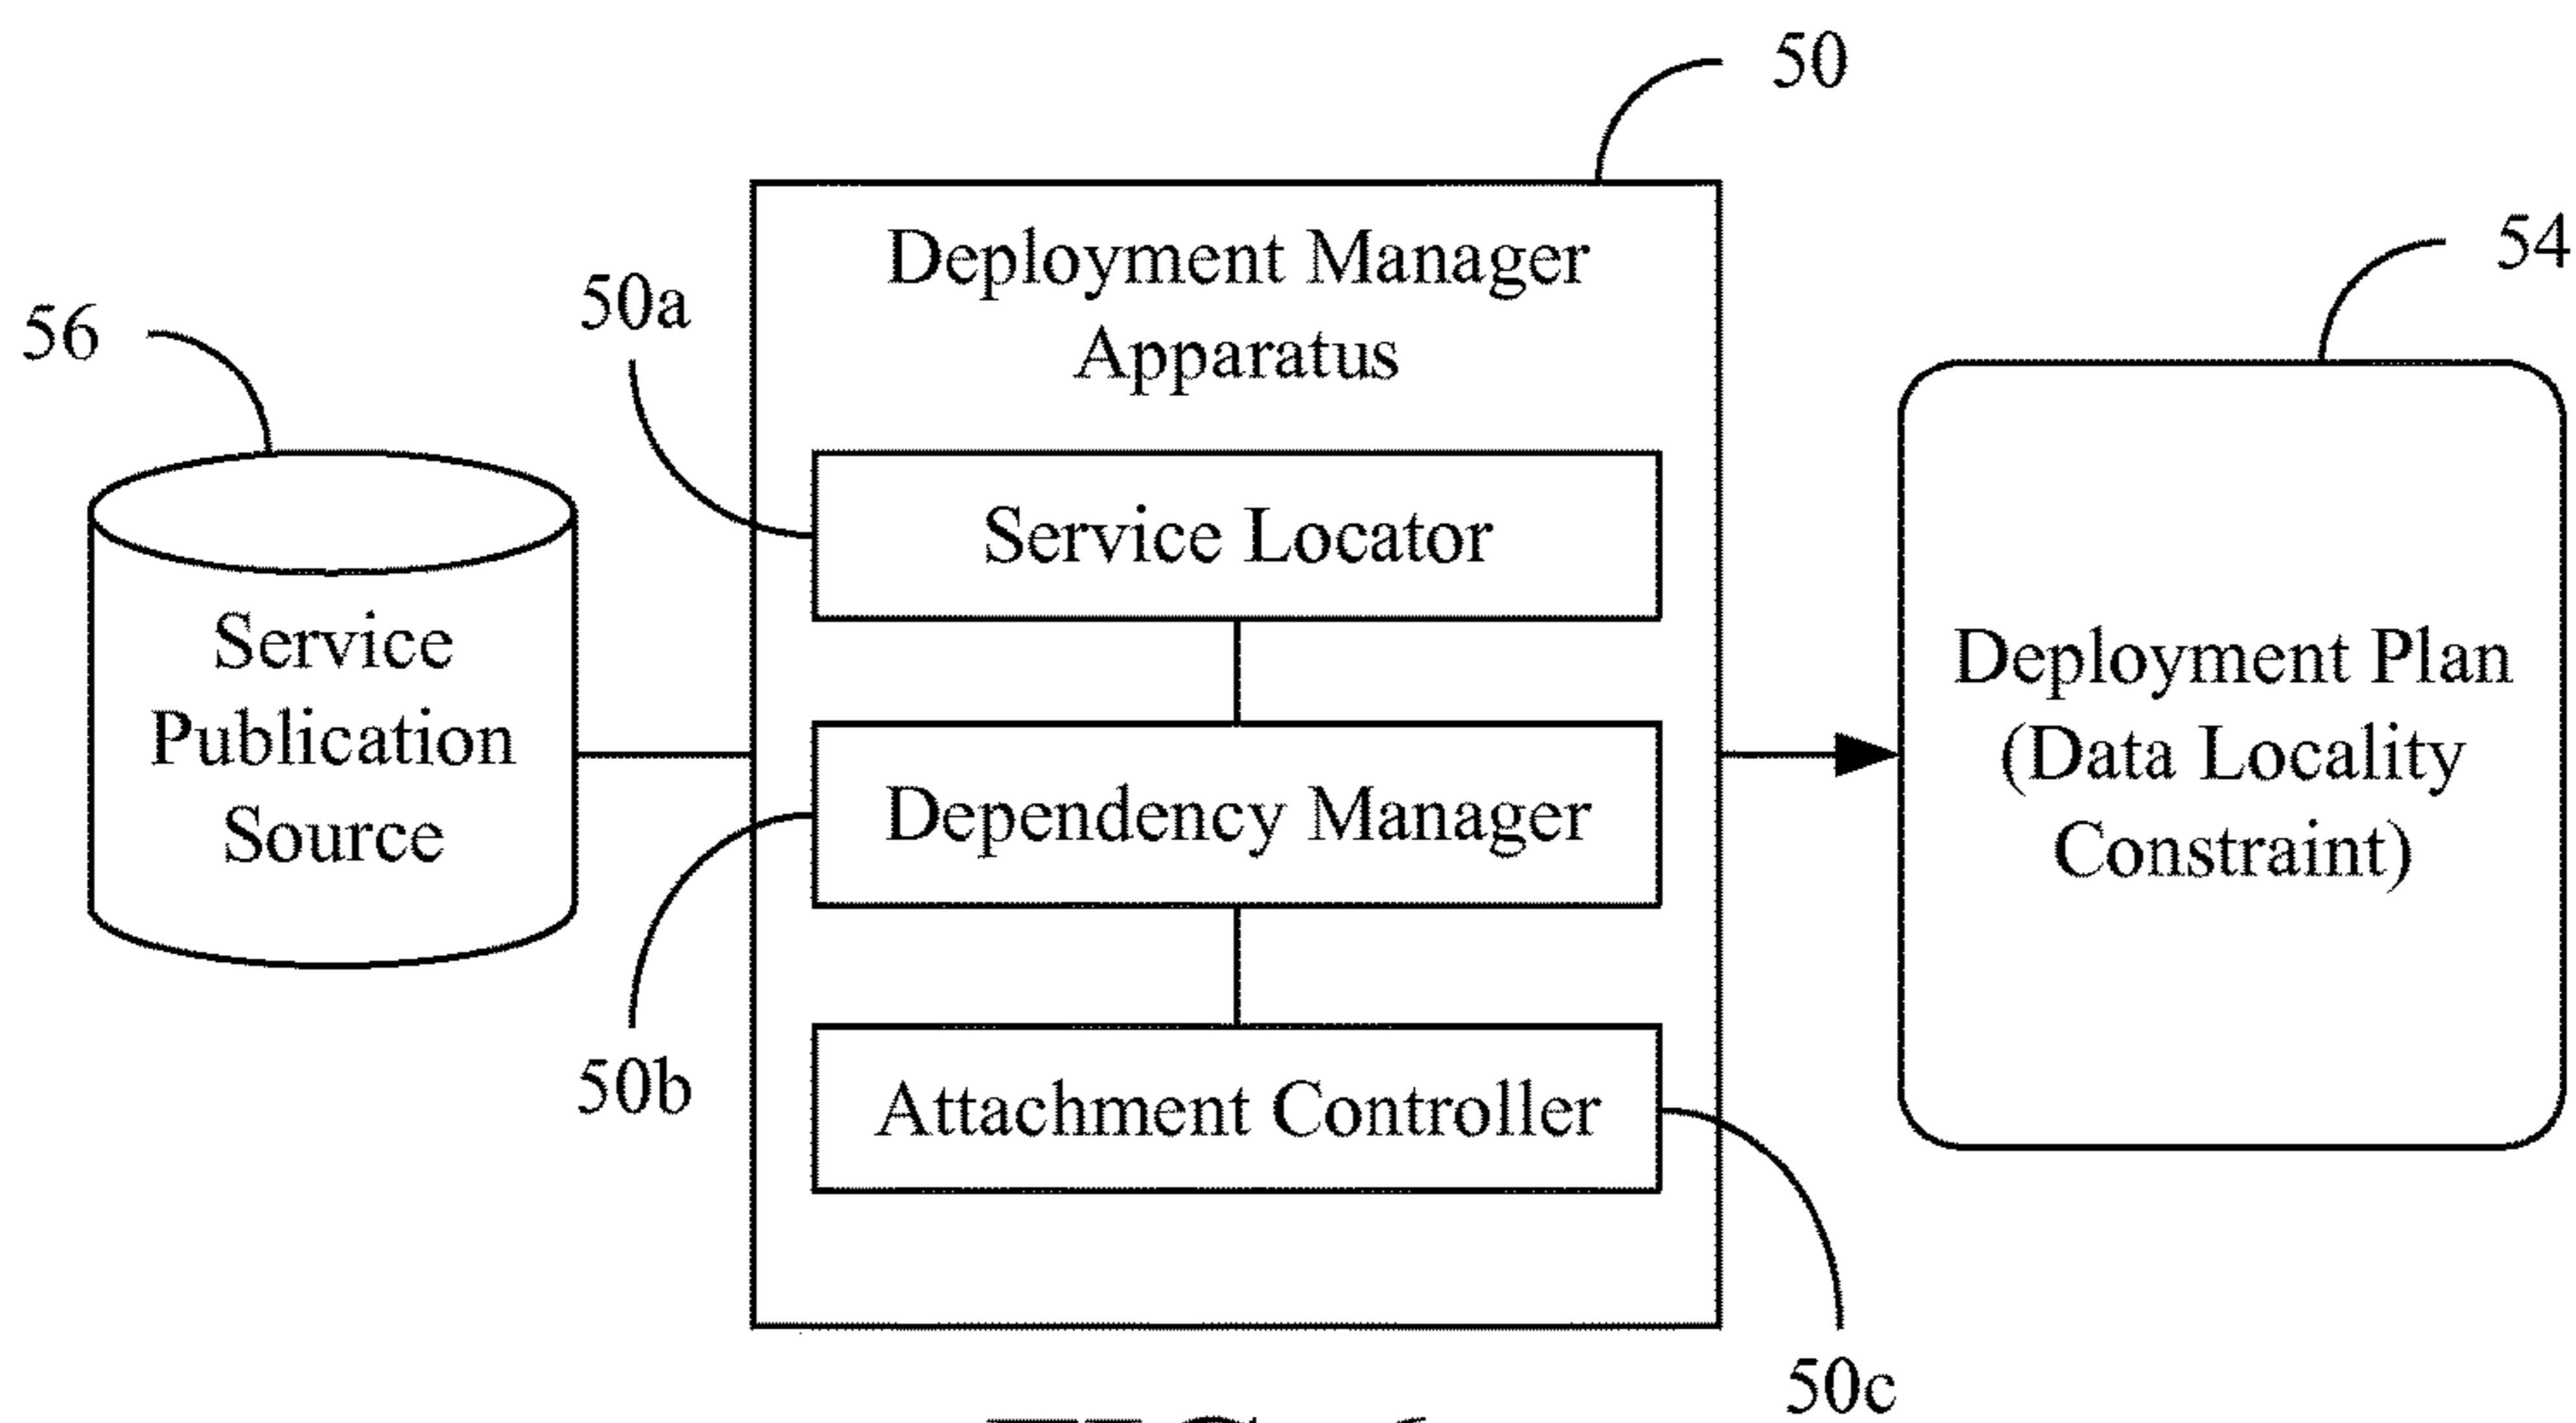 50
54
56
50a
Deployment Manager
Apparatus
Service Locator
Service
Publication
Source
Dependency Manager
Deployment Plan
(Data Locality
Constraint)
50b
Attachment Controller
50c